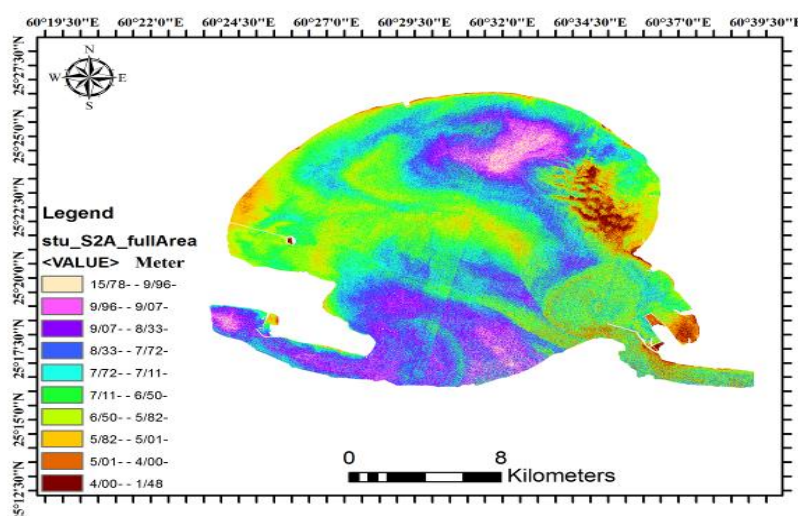 60°19'30"E 60°22'0"E 60°24'30"E 60°27'0"E 60°29'30"E 60°32'0"E 60°34'30"E 60°37'0"E 60°39'30"E
25°27'30"N
25°25'0"N
25°22'30"N
25°20'0"N
25°17'30"N
25°15'0"N
25°12'30"N
N
W E
S
Legend
stu_S2A_fullArea
<VALUE> Meter
15/78- - 9/96-
9/96- - 9/07-
9/07- - 8/33-
8/33- - 7/72-
7/72- - 7/11-
7/11- - 6/50-
6/50- - 5/82-
5/82- - 5/01-
5/01- - 4/00-
4/00- - 1/48
0 8
Kilometers